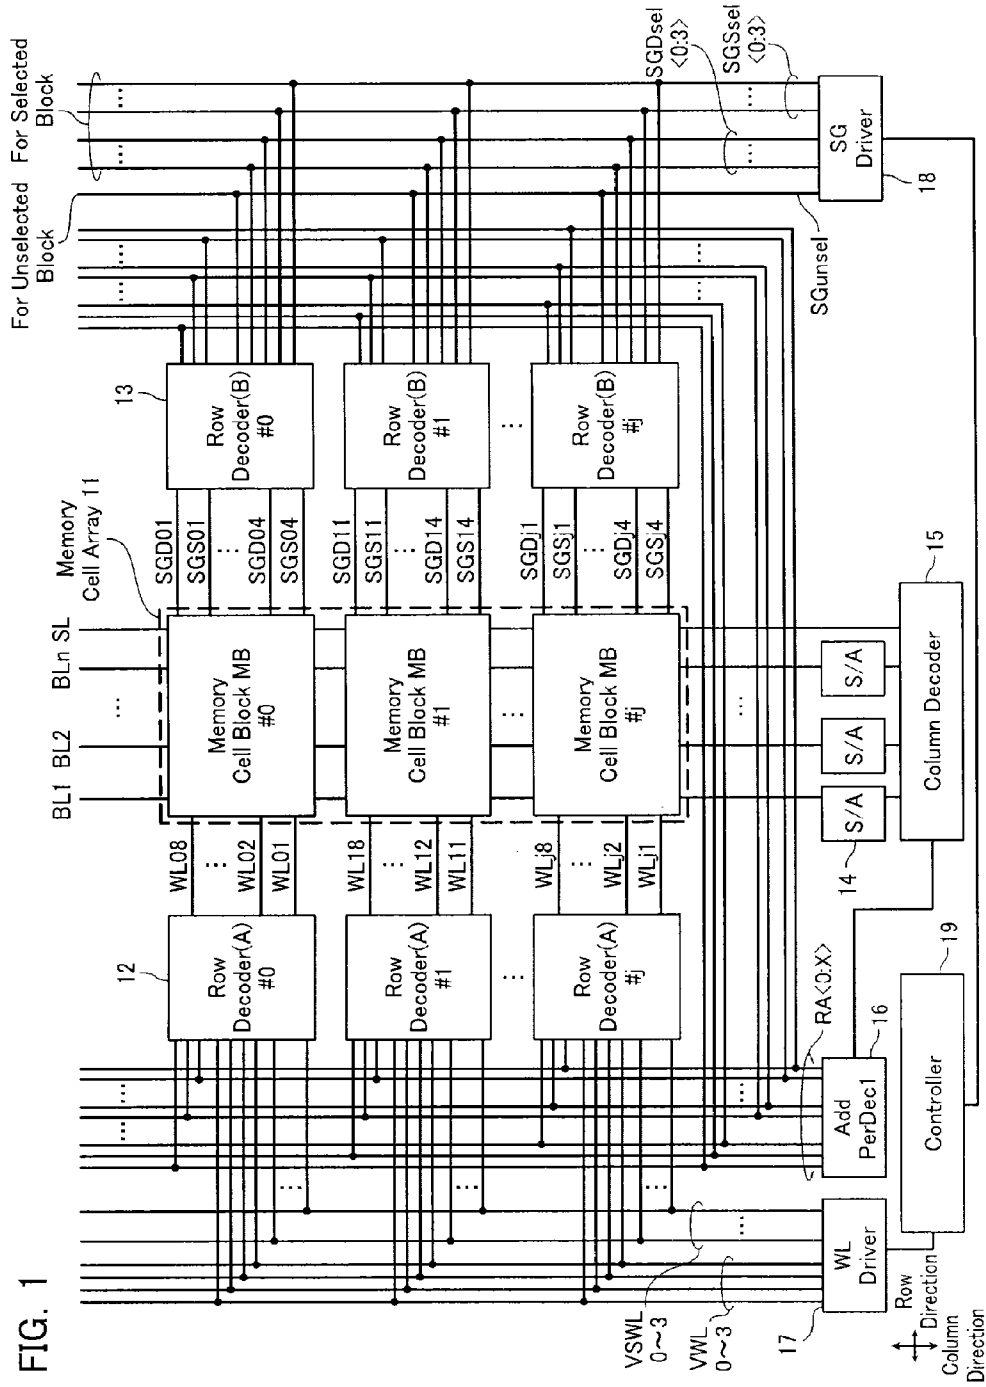 FIG. 1
VSWL
0~3
VWL
0~3
17
WL
Driver
Row
Direction
Column
Direction
12
Row
Decoder(A)
#0
Row
Decoder(A)
#1
Row
Decoder(A)
#j
RA<0:X>
16
Add
PerDec1
19
Controller
WL08
WL02
WL01
WL18
WL12
WL11
WLj8
WLj2
WLj1
BL1 BL2 BLn SL
Memory
Cell Array 11
Memory
Cell Block MB
#0
Memory
Cell Block MB
#1
Memory
Cell Block MB
#j
14
S/A
S/A
S/A
15
Column Decoder
SGD01
SGS01
SGD04
SGS04
SGD11
SGS11
SGD14
SGS14
SGDj1
SGSj1
SGDj4
SGSj4
13
Row
Decoder(B)
#0
Row
Decoder(B)
#1
Row
Decoder(B)
#j
For Unselected
Block
For Selected
Block
SGunsel
SGDsel
<0:3>
SGSsel
<0:3>
SG
Driver
18